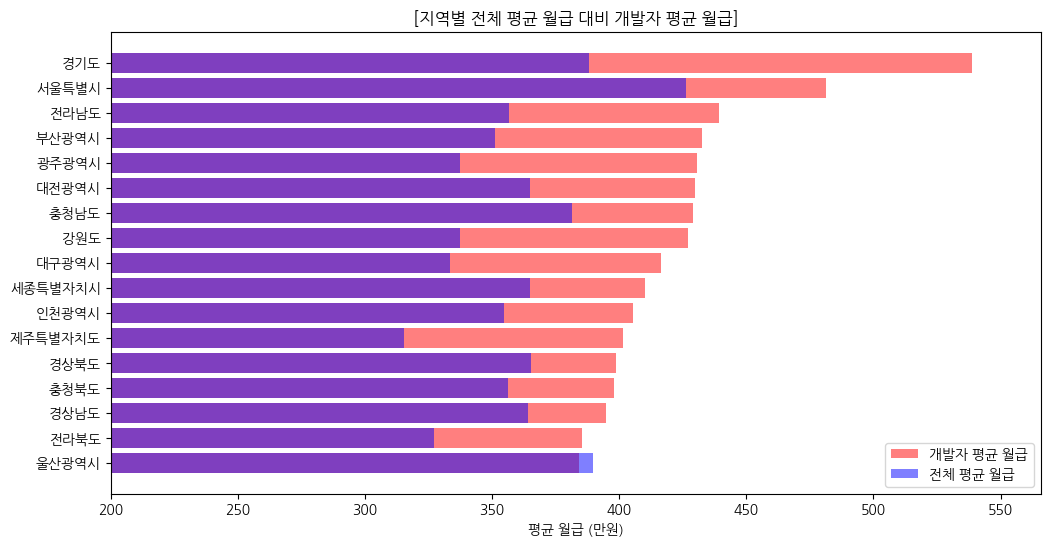 [지역별 전체 평균 월급 대비 개발자 평균 월급]
경기도
서울특별시
전라남도
부산광역시
광주광역시
대전광역시
충청남도
강원도
대구광역시
세종특별자치시
인천광역시
제주특별자치도
경상북도
충청북도
경상남도
전라북도
울산광역시
개발자 평균 월급
전체 평균 월급
200 250 300 350 400 450 500 550
평균 월급 (만원)